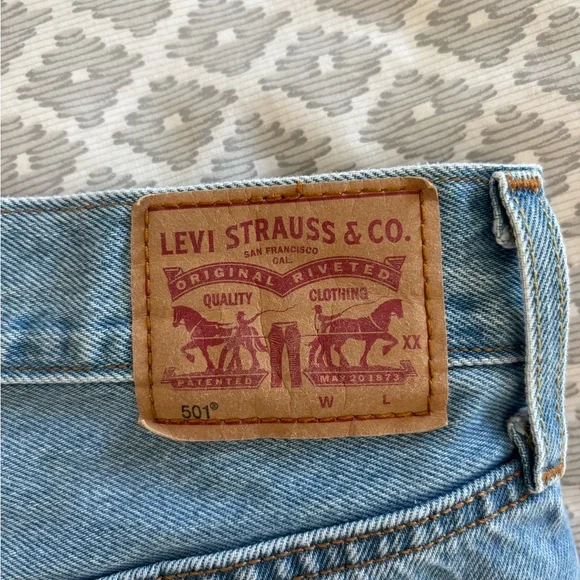 LEVI STRAUSS & CO.
SAN FRANCISCO
CAL.
ORIGINAL RIVETED
QUALITY CLOTHING
XX
PATENTED MAY 20 1873
501® W L